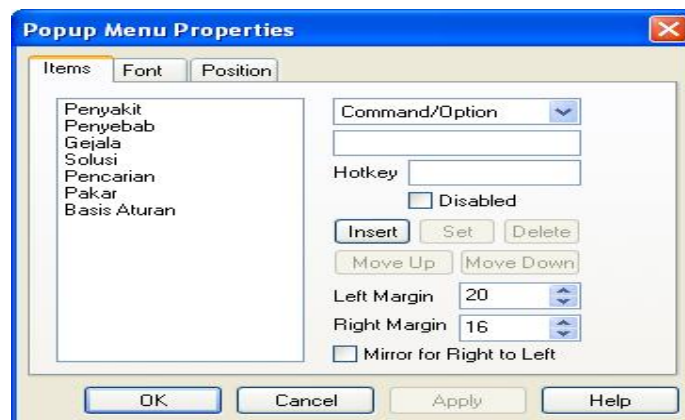 Popup Menu Properties
Items Font Position
Penyakit
Penyebab
Gejala
Solusi
Pencarian
Pakar
Basis Aturan
Command/Option
Hotkey
Disabled
Insert Set Delete
Move Up Move Down
Left Margin 20
Right Margin 16
Mirror for Right to Left
OK Cancel Apply Help